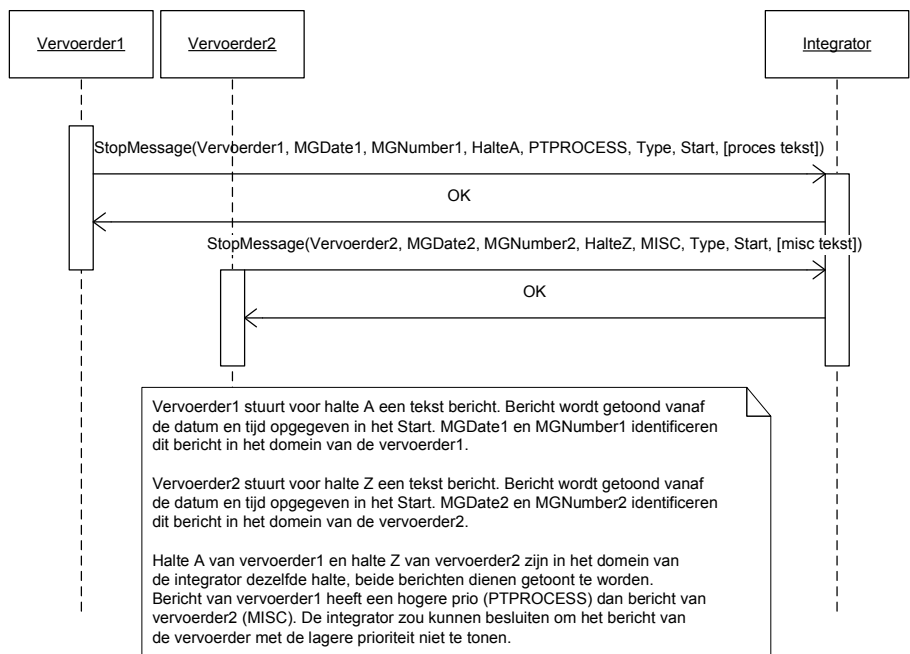 Vervoerder1
Vervoerder2
Integrator
StopMessage(Vervoerder1, MGDate1, MGNumber1, HalteA, PTPROCESS, Type, Start, [proces tekst])
OK
StopMessage(Vervoerder2, MGDate2, MGNumber2, HalteZ, MISC, Type, Start, [misc tekst])
OK
Vervoerder1 stuurt voor halte A een tekst bericht. Bericht wordt getoond vanaf
de datum en tijd opgegeven in het Start. MGDate1 en MGNumber1 identificeren
dit bericht in het domein van de vervoerder1.
Vervoerder2 stuurt voor halte Z een tekst bericht. Bericht wordt getoond vanaf
de datum en tijd opgegeven in het Start. MGDate2 en MGNumber2 identificeren
dit bericht in het domein van de vervoerder2.
Halte A van vervoerder1 en halte Z van vervoerder2 zijn in het domein van
de integrator dezelfde halte, beide berichten dienen getoont te worden.
Bericht van vervoerder1 heeft een hogere prio (PTPROCESS) dan bericht van
vervoerder2 (MISC). De integrator zou kunnen besluiten om het bericht van
de vervoerder met de lagere prioriteit niet te tonen.